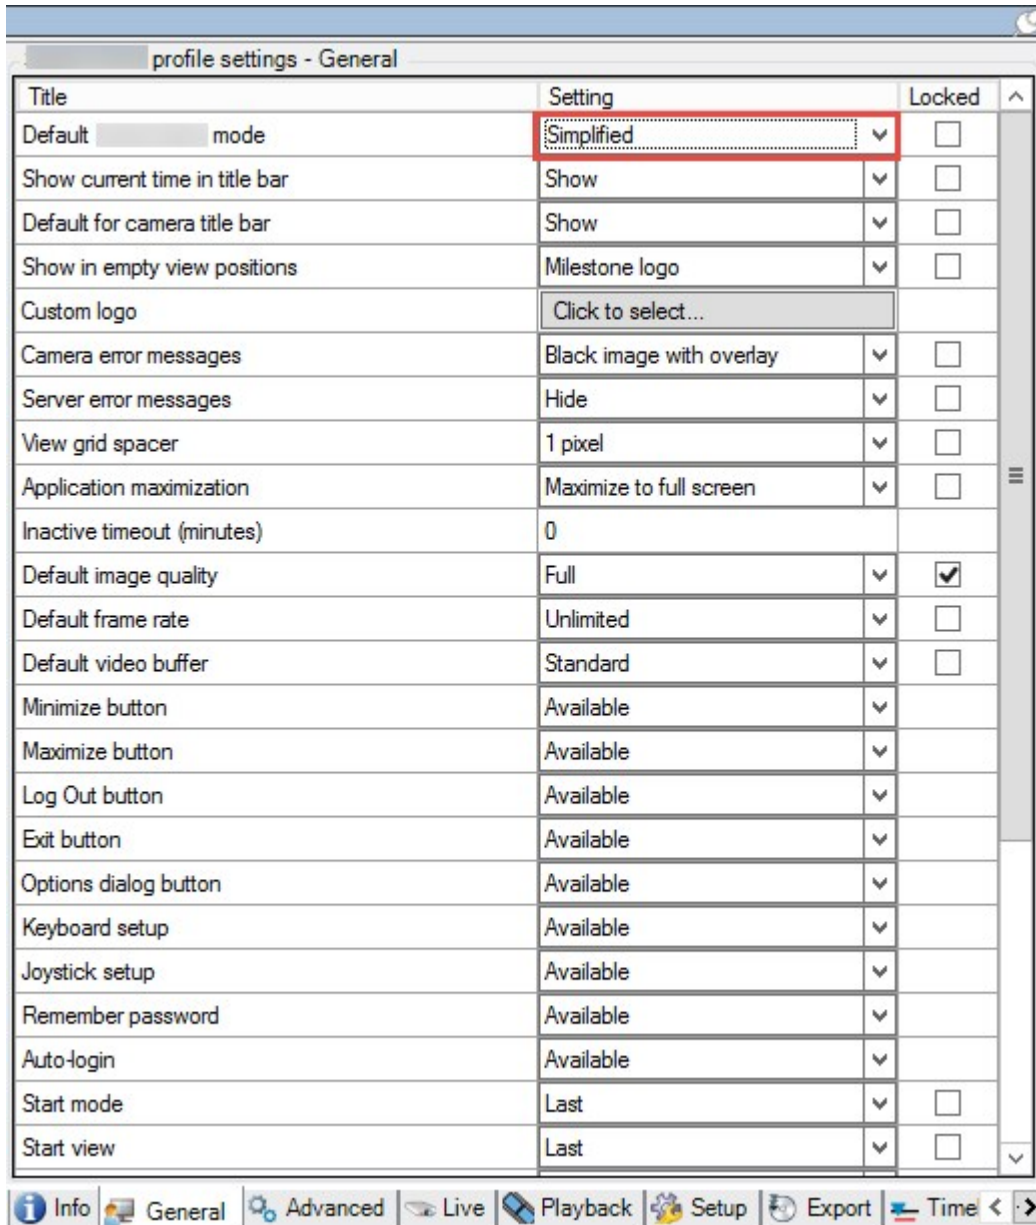 profile settings - General
Title Setting Locked
Default mode Simplified
Show current time in title bar Show
Default for camera title bar Show
Show in empty view positions Milestone logo
Custom logo Click to select...
Camera error messages Black image with overlay
Server error messages Hide
View grid spacer 1 pixel
Application maximization Maximize to full screen
Inactive timeout (minutes) 0
Default image quality Full
Default frame rate Unlimited
Default video buffer Standard
Minimize button Available
Maximize button Available
Log Out button Available
Exit button Available
Options dialog button Available
Keyboard setup Available
Joystick setup Available
Remember password Available
Auto-login Available
Start mode Last
Start view Last
Info General Advanced Live Playback Setup Export Timel